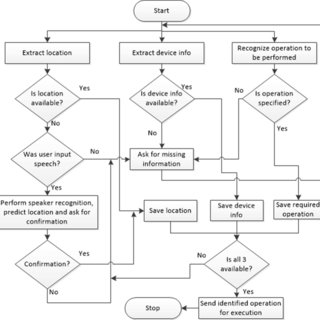 Start
Extract location
Extract device info
Recognize operation to
be performed
Is location
available?
Yes
Is device info
available?
Yes
Is operation
specified?
Yes
No
No
No
Was user input
speech?
No
Ask for missing
information
Yes
Perform speaker recognition,
predict location and ask for
confirmation
Save location
Save device
info
Save required
operation
Confirmation?
Yes
No
No
Is all 3
available?
Yes
Stop
Send identified operation
for execution